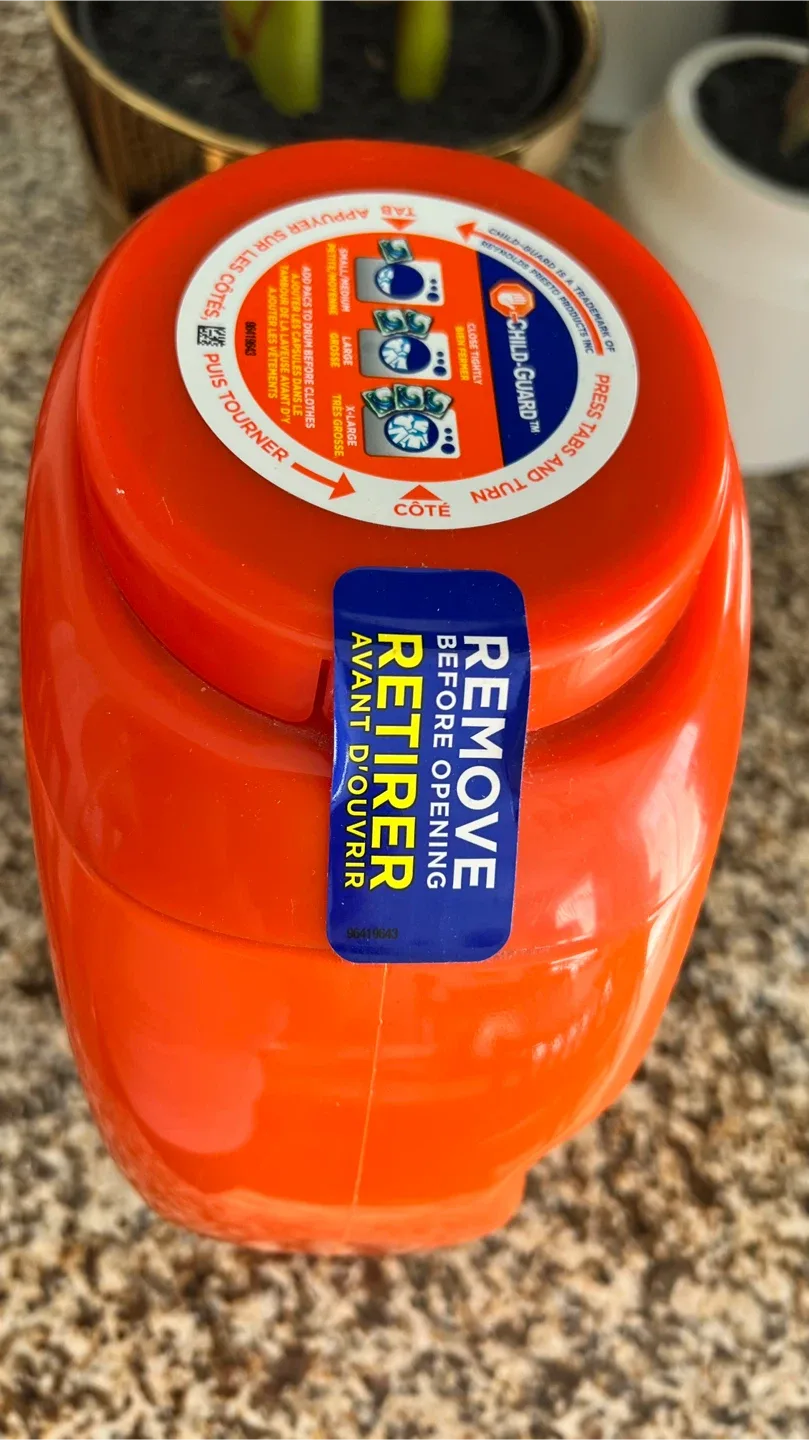 CHILD-GUARD IS A TRADEMARK OF
REYNOLDS PRESTO PRODUCTS INC
PRESS TABS AND TURN
TAB
APPUYER SUR LES CÔTÉS,
PUIS TOURNER
CÔTÉ
CHILD-GUARD™
CLOSE TIGHTLY
BIEN FERMER
SMALL/MEDIUM
PETITE/MOYENNE
LARGE
GROSSE
X-LARGE
TRÈS GROSSE
ADD PACS TO DRUM BEFORE CLOTHES
AJOUTER LES CAPSULES DANS LE
TAMBOUR DE LA LAVEUSE AVANT D'Y
AJOUTER LES VÊTEMENTS
96419643
REMOVE
BEFORE OPENING
RETIRER
AVANT D'OUVRIR
96419643